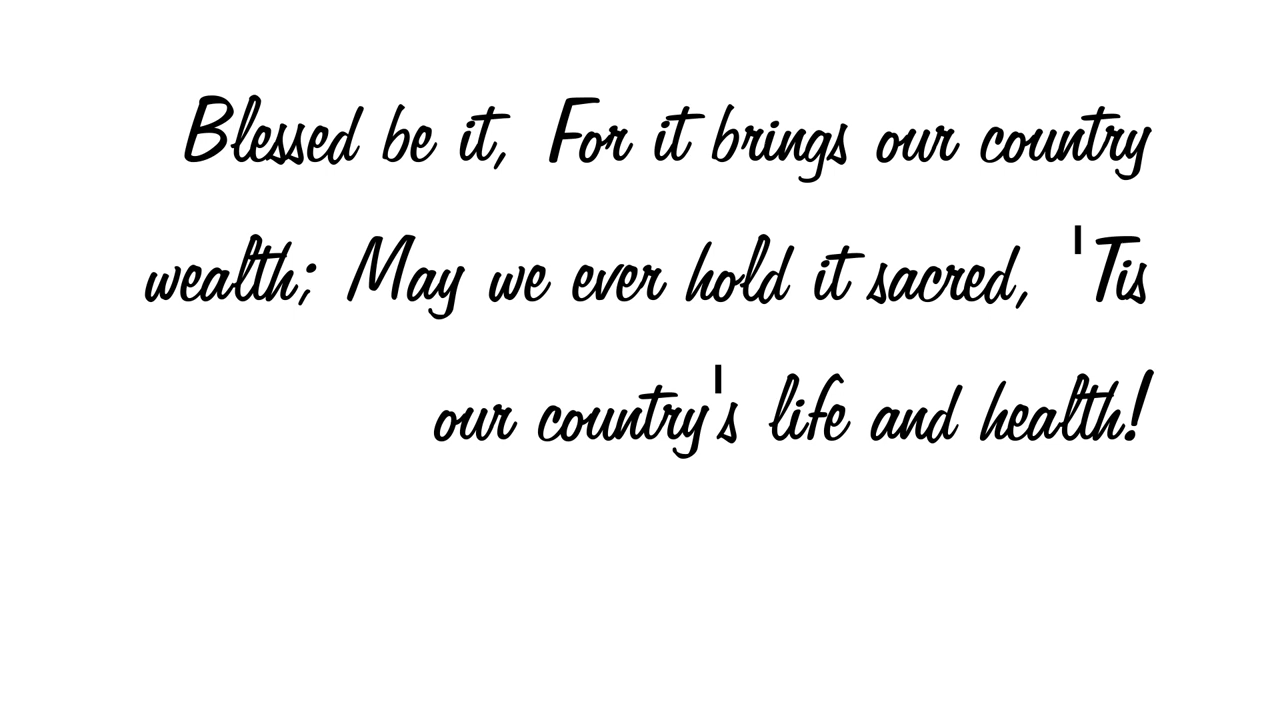 Blessed be it, For it brings our country
wealth; May we ever hold it sacred, 'Tis
our country's life and health!